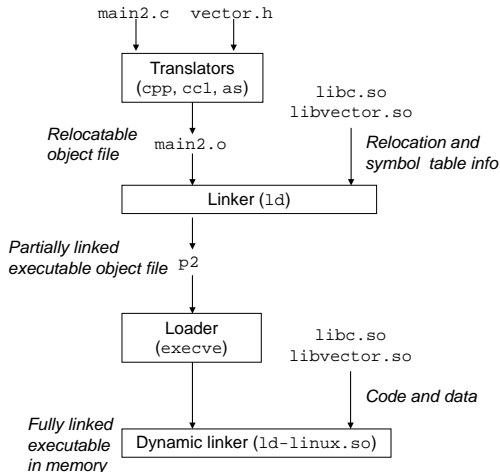 main2.c vector.h
Translators
(cpp, cc1, as)
libc.so
libvector.so
Relocatable
object file
main2.o
Relocation and
symbol table info
Linker (ld)
Partially linked
executable object file
p2
Loader
(execve)
libc.so
libvector.so
Code and data
Fully linked
executable
in memory
Dynamic linker (ld-linux.so)